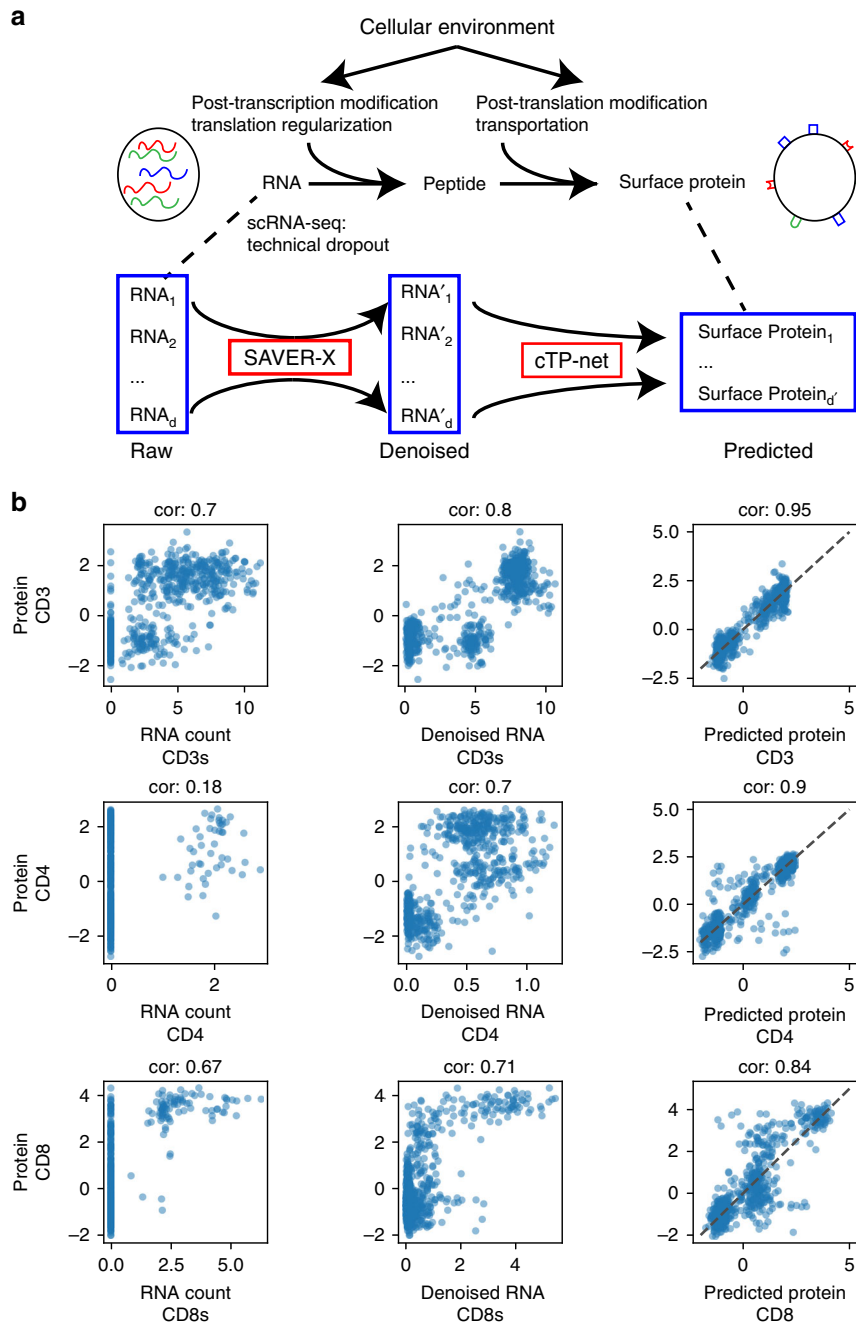 a
Cellular environment
Post-transcription modification
translation regularization
Post-translation modification
transportation
RNA
Peptide
Surface protein
scRNA-seq:
technical dropout
RNA1
RNA2
...
RNAd
Raw
SAVER-X
RNA′1
RNA′2
...
RNA′d
Denoised
cTP-net
Surface Protein1
...
Surface Proteind′
Predicted
b
cor: 0.7
Protein
CD3
2
0
−2
0 5 10
RNA count
CD3s
cor: 0.8
2
0
−2
0 5 10
Denoised RNA
CD3s
cor: 0.95
5.0
2.5
0.0
−2.5
0 5
Predicted protein
CD3
cor: 0.18
Protein
CD4
2
0
−2
0 2
RNA count
CD4
cor: 0.7
2
0
−2
0.0 0.5 1.0
Denoised RNA
CD4
cor: 0.9
5.0
2.5
0.0
−2.5
0 5
Predicted protein
CD4
cor: 0.67
Protein
CD8
4
2
0
−2
0.0 2.5 5.0
RNA count
CD8s
cor: 0.71
4
2
0
−2
0 2 4
Denoised RNA
CD8s
cor: 0.84
4
2
0
−2
0 5
Predicted protein
CD8